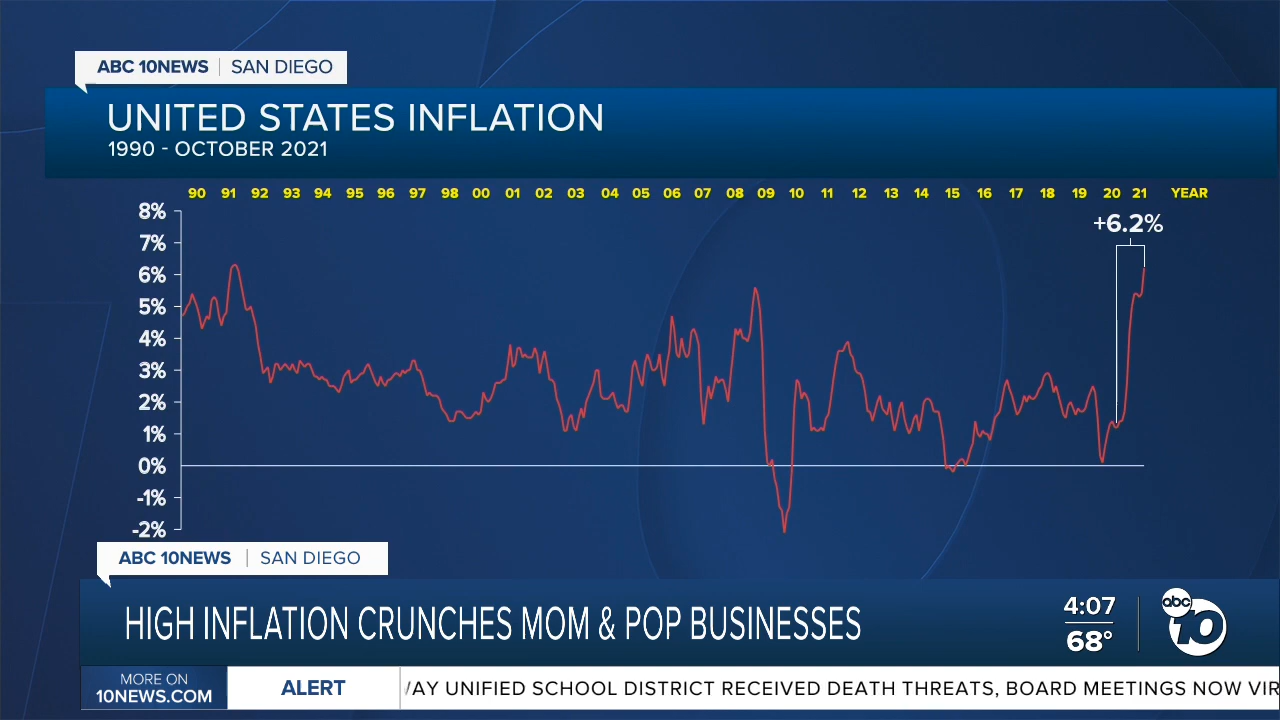 ABC 10NEWS | SAN DIEGO
UNITED STATES INFLATION
1990 - OCTOBER 2021
90 91 92 93 94 95 96 97 98 00 01 02 03 04 05 06 07 08 09 10 11 12 13 14 15 16 17 18 19 20 21 YEAR
8%
+6.2%
7%
6%
5%
4%
3%
2%
1%
0%
-1%
-2%
ABC 10NEWS | SAN DIEGO
HIGH INFLATION CRUNCHES MOM & POP BUSINESSES
4:07
68°
abc
10
MORE ON
10NEWS.COM
ALERT
UNIFIED SCHOOL DISTRICT RECEIVED DEATH THREATS, BOARD MEETINGS NOW